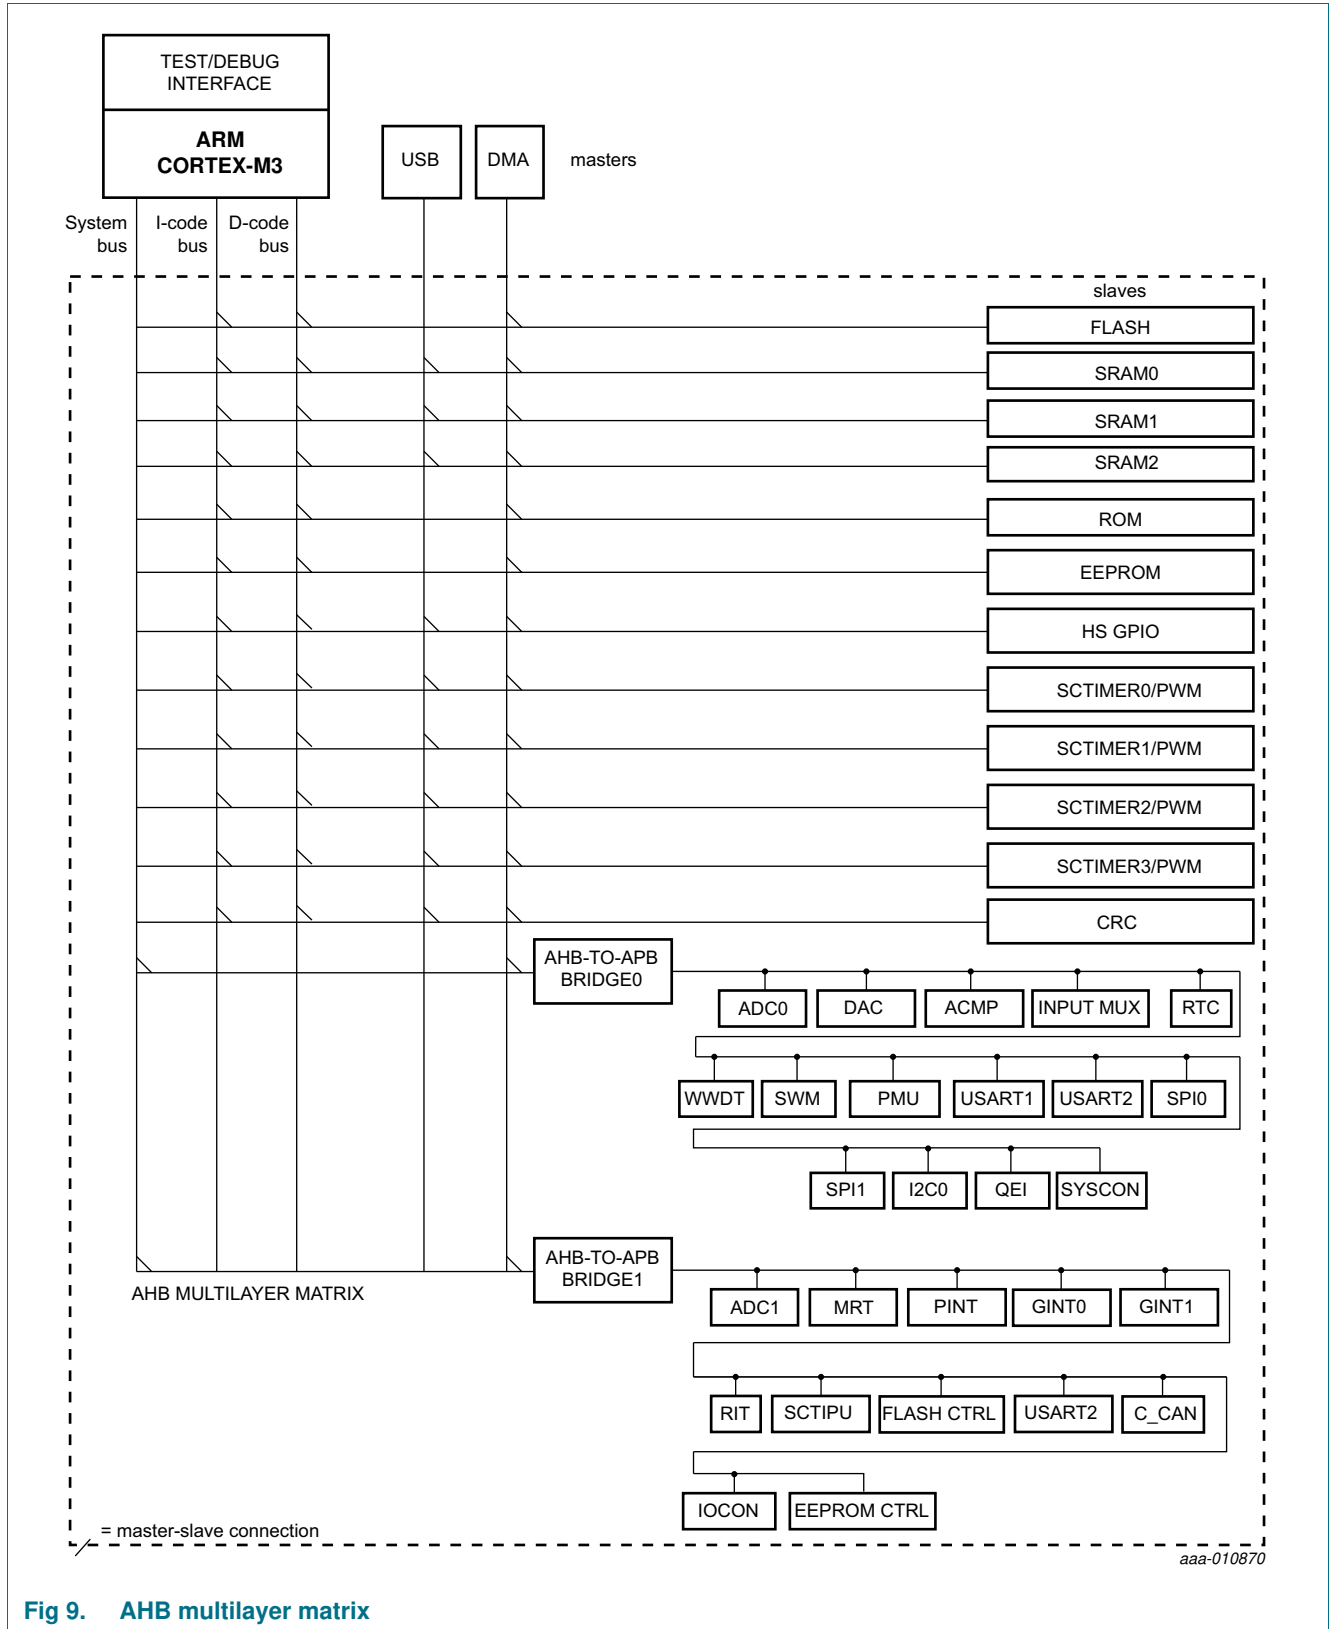 TEST/DEBUG
INTERFACE
ARM
CORTEX-M3
USB
DMA
masters
System
bus
I-code
bus
D-code
bus
slaves
FLASH
SRAM0
SRAM1
SRAM2
ROM
EEPROM
HS GPIO
SCTIMER0/PWM
SCTIMER1/PWM
SCTIMER2/PWM
SCTIMER3/PWM
CRC
AHB-TO-APB
BRIDGE0
ADC0
DAC
ACMP
INPUT MUX
RTC
WWDT
SWM
PMU
USART1
USART2
SPI0
SPI1
I2C0
QEI
SYSCON
AHB-TO-APB
BRIDGE1
AHB MULTILAYER MATRIX
ADC1
MRT
PINT
GINT0
GINT1
RIT
SCTIPU
FLASH CTRL
USART2
C_CAN
IOCON
EEPROM CTRL
= master-slave connection
aaa-010870
Fig 9. AHB multilayer matrix